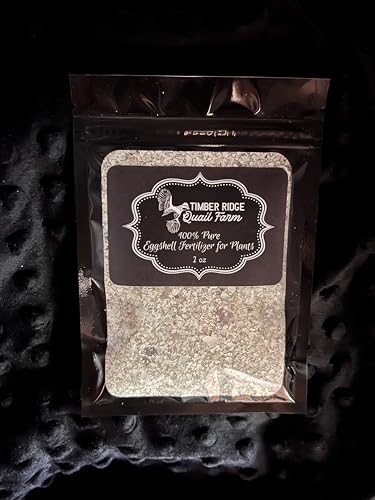 TIMBER RIDGE
Quail Farm
100% Pure
Eggshell Fertilizer for Plants
2 oz